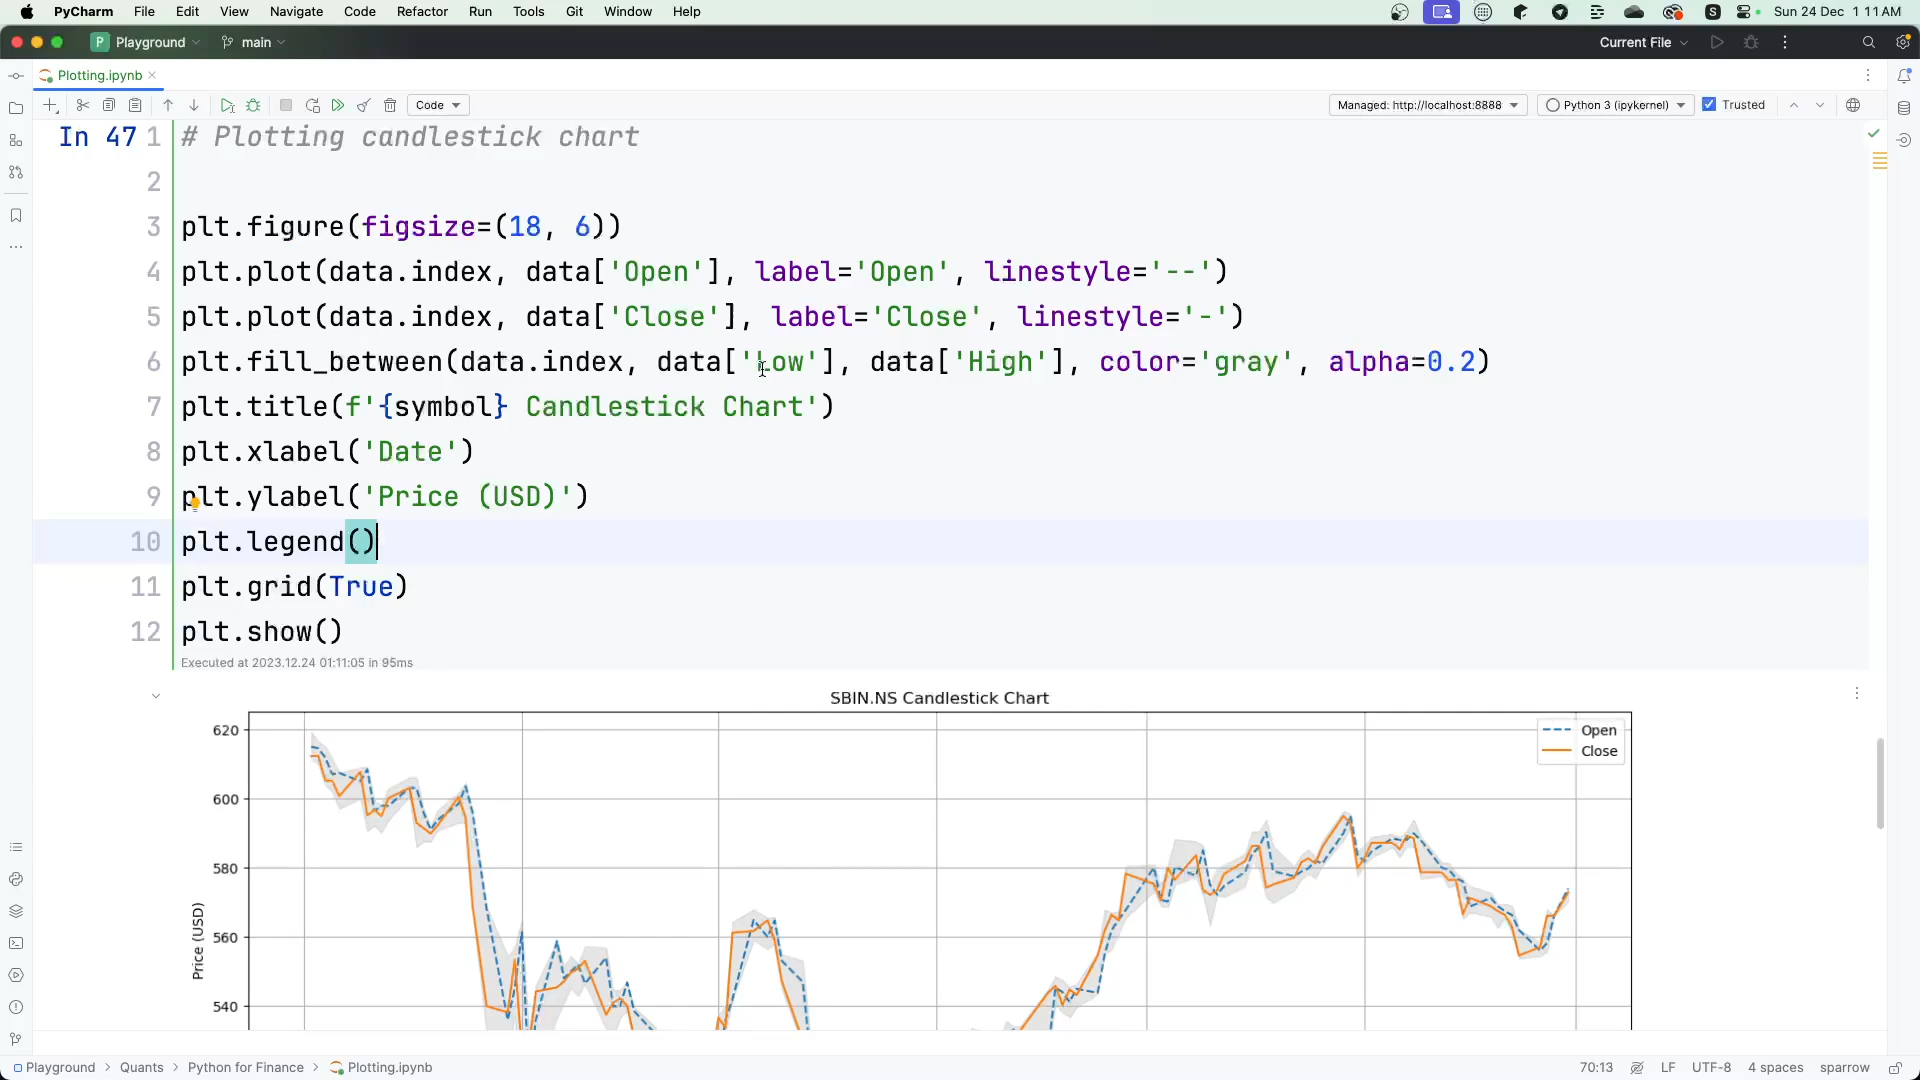 PyCharm File Edit View Navigate Code Refactor Run Tools Git Window Help S Sun 24 Dec 1 11 AM
P Playground main Current File
Plotting.ipynb
Code Managed: http://localhost:8888 Python 3 (ipykernel) Trusted
In 47 1 # Plotting candlestick chart
2
3 plt.figure(figsize=(18, 6))
4 plt.plot(data.index, data['Open'], label='Open', linestyle='--')
5 plt.plot(data.index, data['Close'], label='Close', linestyle='-')
6 plt.fill_between(data.index, data['Low'], data['High'], color='gray', alpha=0.2)
7 plt.title(f'{symbol} Candlestick Chart')
8 plt.xlabel('Date')
9 plt.ylabel('Price (USD)')
10 plt.legend()
11 plt.grid(True)
12 plt.show()
Executed at 2023.12.24 01:11:05 in 95ms
SBIN.NS Candlestick Chart
Open
Close
620
600
580
560
540
Price (USD)
Playground > Quants > Python for Finance > Plotting.ipynb 70:13 LF UTF-8 4 spaces sparrow